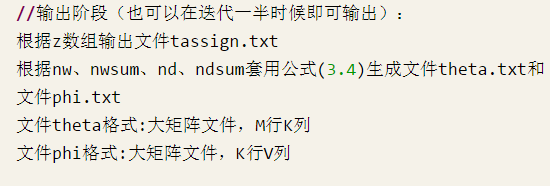 //输出阶段（也可以在迭代一半时候即可输出）：
根据z数组输出文件tassign.txt
根据nw、nwsum、nd、ndsum套用公式(3.4)生成文件theta.txt和
文件phi.txt
文件theta格式:大矩阵文件，M行K列
文件phi格式:大矩阵文件，K行V列